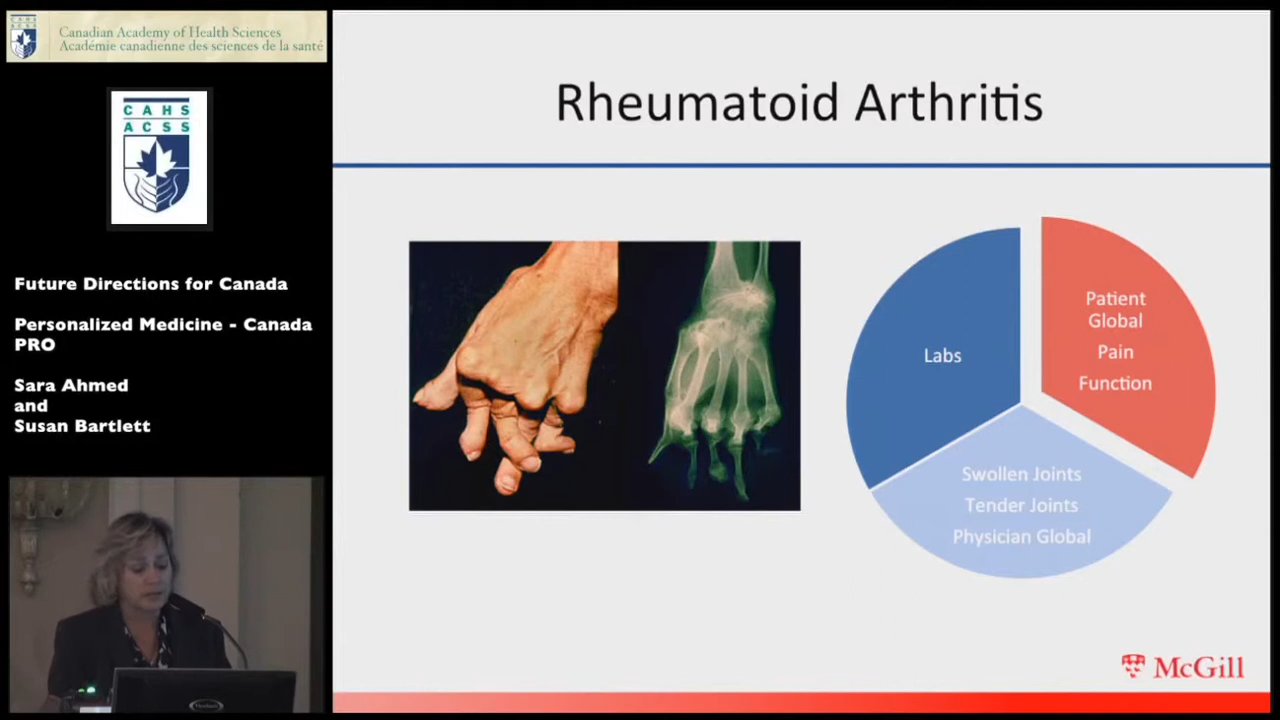 Canadian Academy of Health Sciences
Académie canadienne des sciences de la santé
CAHS
ACSS
Future Directions for Canada
Personalized Medicine - Canada
PRO
Sara Ahmed
and
Susan Bartlett
Rheumatoid Arthritis
Labs
Patient
Global
Pain
Function
Swollen Joints
Tender Joints
Physician Global
McGill